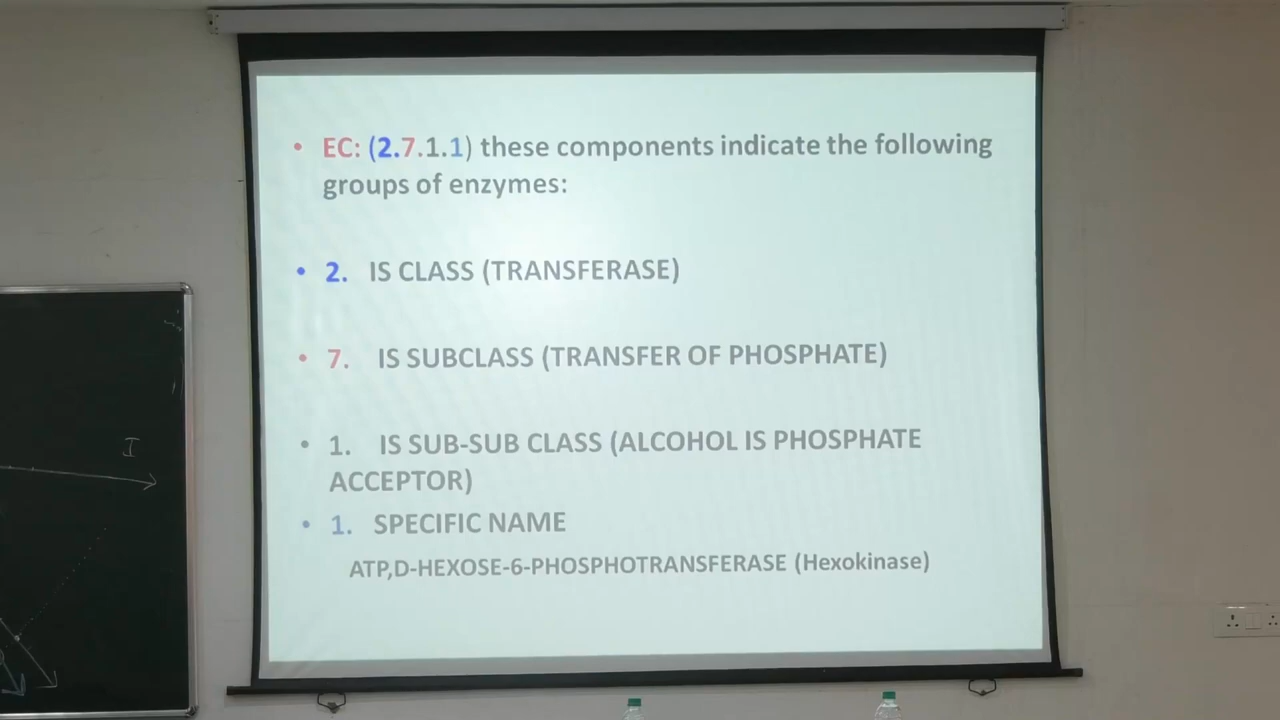 • EC: (2.7.1.1) these components indicate the following
groups of enzymes:
• 2. IS CLASS (TRANSFERASE)
• 7. IS SUBCLASS (TRANSFER OF PHOSPHATE)
• 1. IS SUB-SUB CLASS (ALCOHOL IS PHOSPHATE
ACCEPTOR)
• 1. SPECIFIC NAME
ATP,D-HEXOSE-6-PHOSPHOTRANSFERASE (Hexokinase)
I